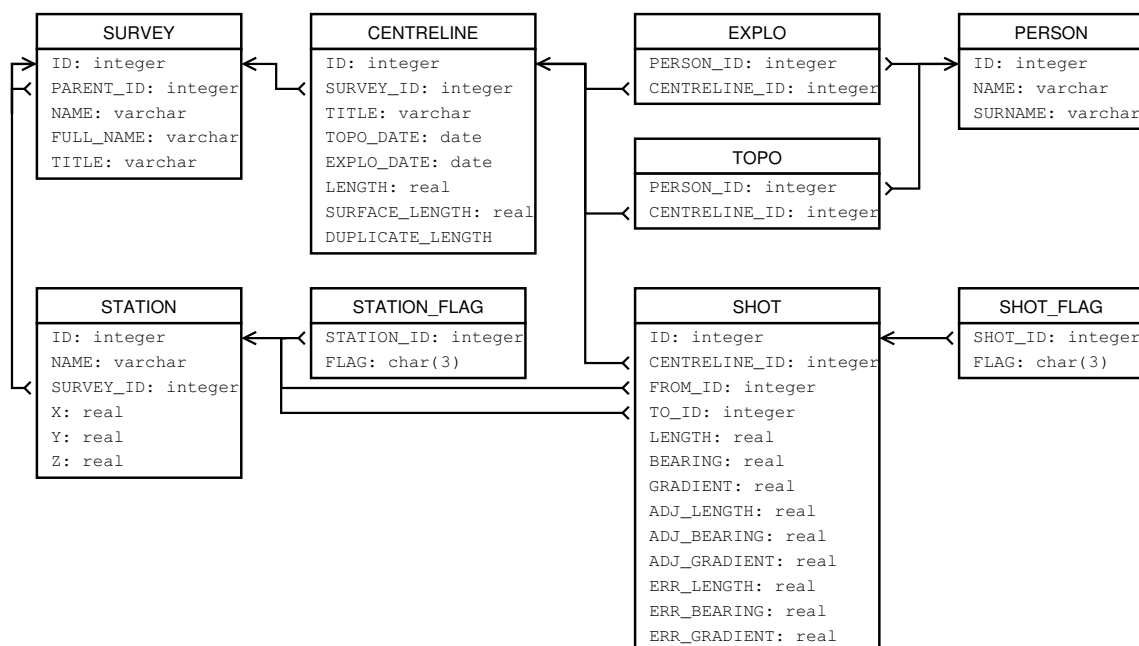 SURVEY
ID: integer
PARENT_ID: integer
NAME: varchar
FULL_NAME: varchar
TITLE: varchar
CENTRELINE
ID: integer
SURVEY_ID: integer
TITLE: varchar
TOPO_DATE: date
EXPLO_DATE: date
LENGTH: real
SURFACE_LENGTH: real
DUPLICATE_LENGTH
EXPLO
PERSON_ID: integer
CENTRELINE_ID: integer
PERSON
ID: integer
NAME: varchar
SURNAME: varchar
TOPO
PERSON_ID: integer
CENTRELINE_ID: integer
STATION
ID: integer
NAME: varchar
SURVEY_ID: integer
X: real
Y: real
Z: real
STATION_FLAG
STATION_ID: integer
FLAG: char(3)
SHOT
ID: integer
CENTRELINE_ID: integer
FROM_ID: integer
TO_ID: integer
LENGTH: real
BEARING: real
GRADIENT: real
ADJ_LENGTH: real
ADJ_BEARING: real
ADJ_GRADIENT: real
ERR_LENGTH: real
ERR_BEARING: real
ERR_GRADIENT: real
SHOT_FLAG
SHOT_ID: integer
FLAG: char(3)